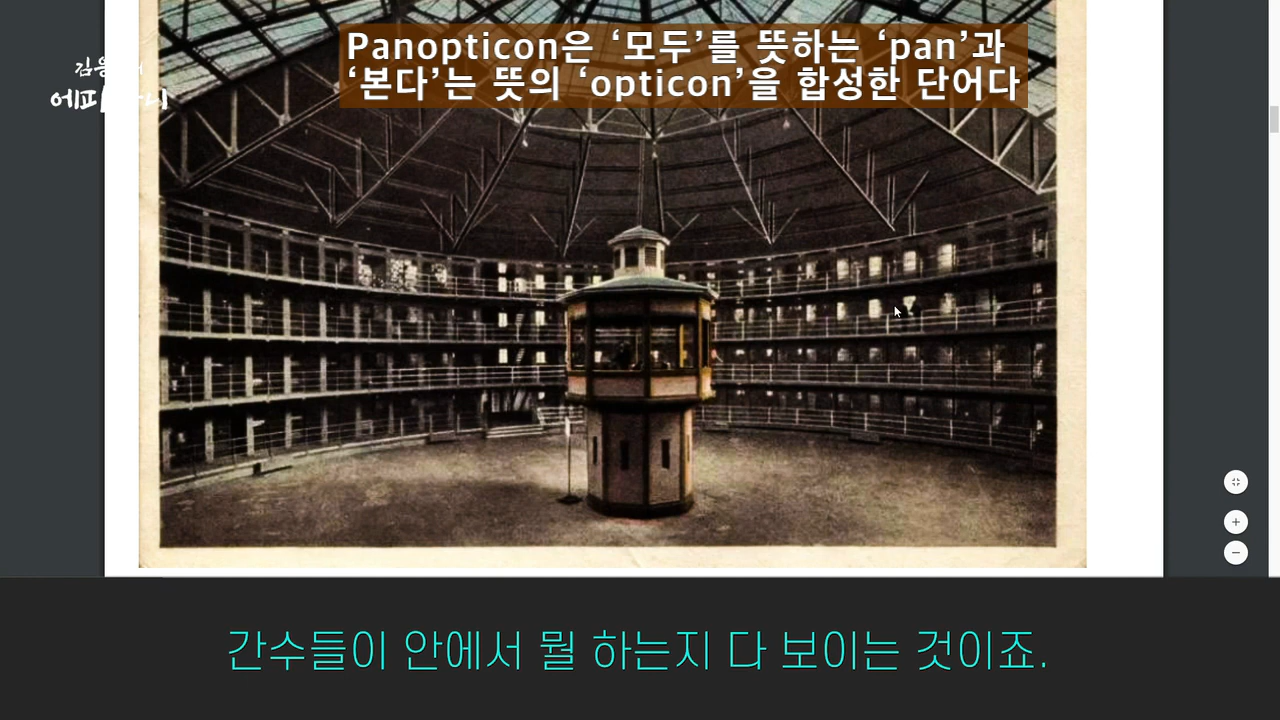 Panopticon은 ‘모두’를 뜻하는 ‘pan’과
‘본다’는 뜻의 ‘opticon’을 합성한 단어다
간수들이 안에서 뭘 하는지 다 보이는 것이죠.